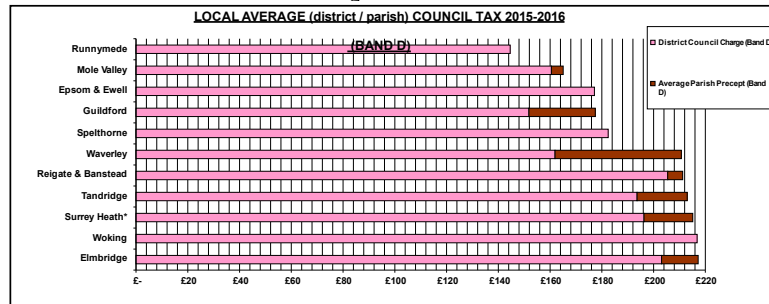 LOCAL AVERAGE (district / parish) COUNCIL TAX 2015-2016
(BAND D)
District Council Charge (Band D
Average Parish Precept (Band
D)
Runnymede
Mole Valley
Epsom & Ewell
Guildford
Spelthorne
Waverley
Reigate & Banstead
Tandridge
Surrey Heath*
Woking
Elmbridge
£- £20 £40 £60 £80 £100 £120 £140 £160 £180 £200 £220